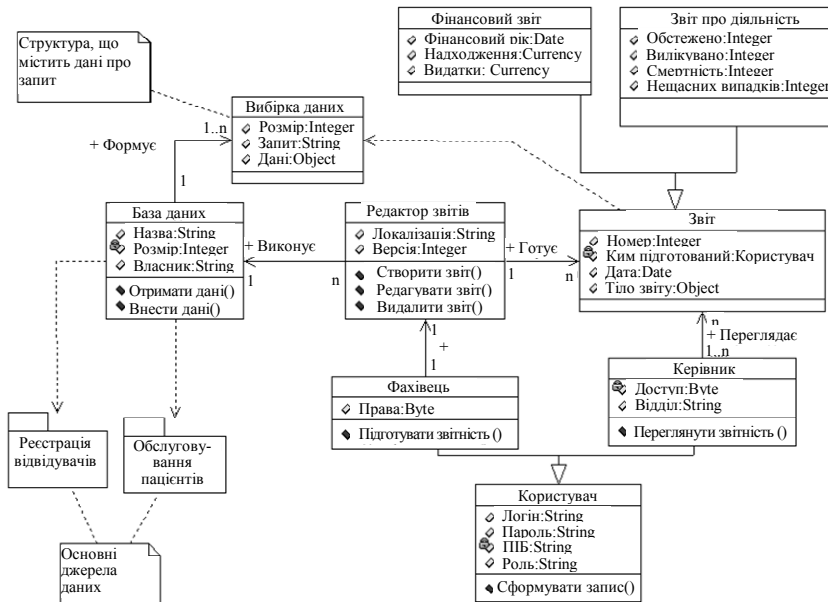 Структура, що
містить дані про
запит
Вибірка даних
Розмір:Integer
Запит:String
Дані:Object
Фінансовий звіт
Фінансовий рік:Date
Надходження:Currency
Видатки: Currency
Звіт про діяльність
Обстежено:Integer
Вилікувано:Integer
Смертність:Integer
Нещасних випадків:Integer
+ Формує
1..n
1
База даних
Назва:String
Розмір:Integer
Власник:String
Отримати дані()
Внести дані()
+ Виконує
1
n
Редактор звітів
Локалізація:String
Версія:Integer
Створити звіт()
Редагувати звіт()
Видалити звіт()
+ Готує
1
n
Звіт
Номер:Integer
Ким підготований:Користувач
Дата:Date
Тіло звіту:Object
n
+ Переглядає
1..n
1
+
1
Фахівець
Права:Byte
Підготувати звітність ()
Керівник
Доступ:Byte
Відділ:String
Переглянути звітність ()
Реєстрація
відвідувачів
Обслугову-
вання
пацієнтів
Основні
джерела
даних
Користувач
Логін:String
Пароль:String
ПІБ:String
Роль:String
Сформувати запис()